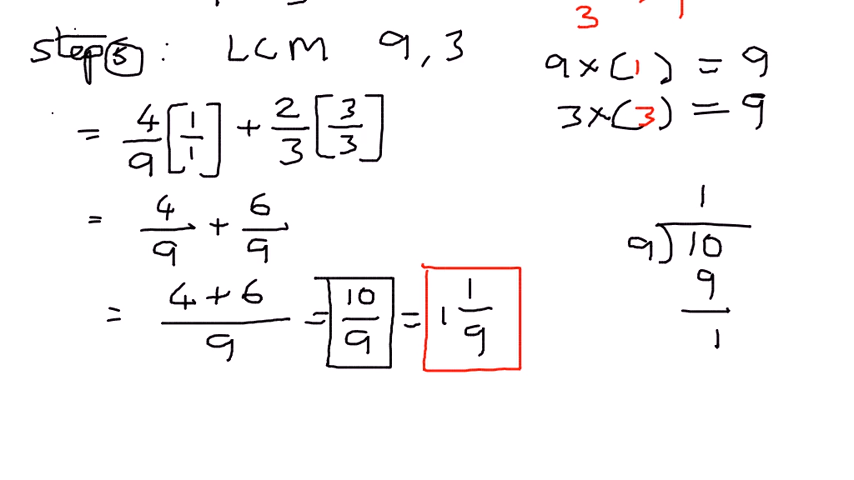 3
step 5 : LCM 9, 3
9 × ( 1 ) = 9
3 × ( 3 ) = 9
= 4/9 [ 1/1 ] + 2/3 [ 3/3 ]
= 4/9 + 6/9
= 4 + 6 / 9 = 10/9 = 1 1/9
1
9 ) 10
9
1